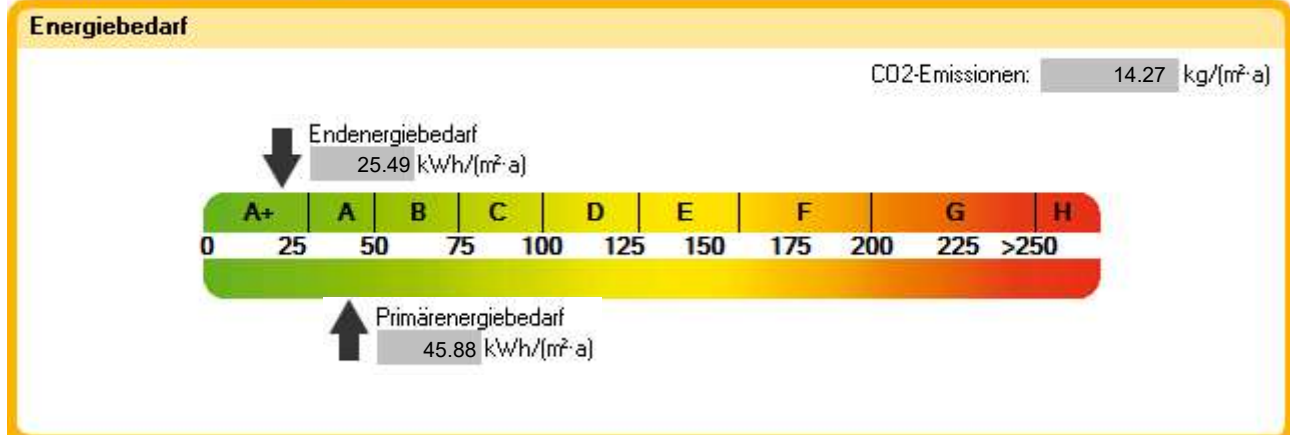 Energiebedarf
CO2-Emissionen: 14.27 kg/(m²·a)
Endenergiebedarf
25.49 kWh/(m²·a)
A+ A B C D E F G H
0 25 50 75 100 125 150 175 200 225 >250
Primärenergiebedarf
45.88 kWh/(m²·a)